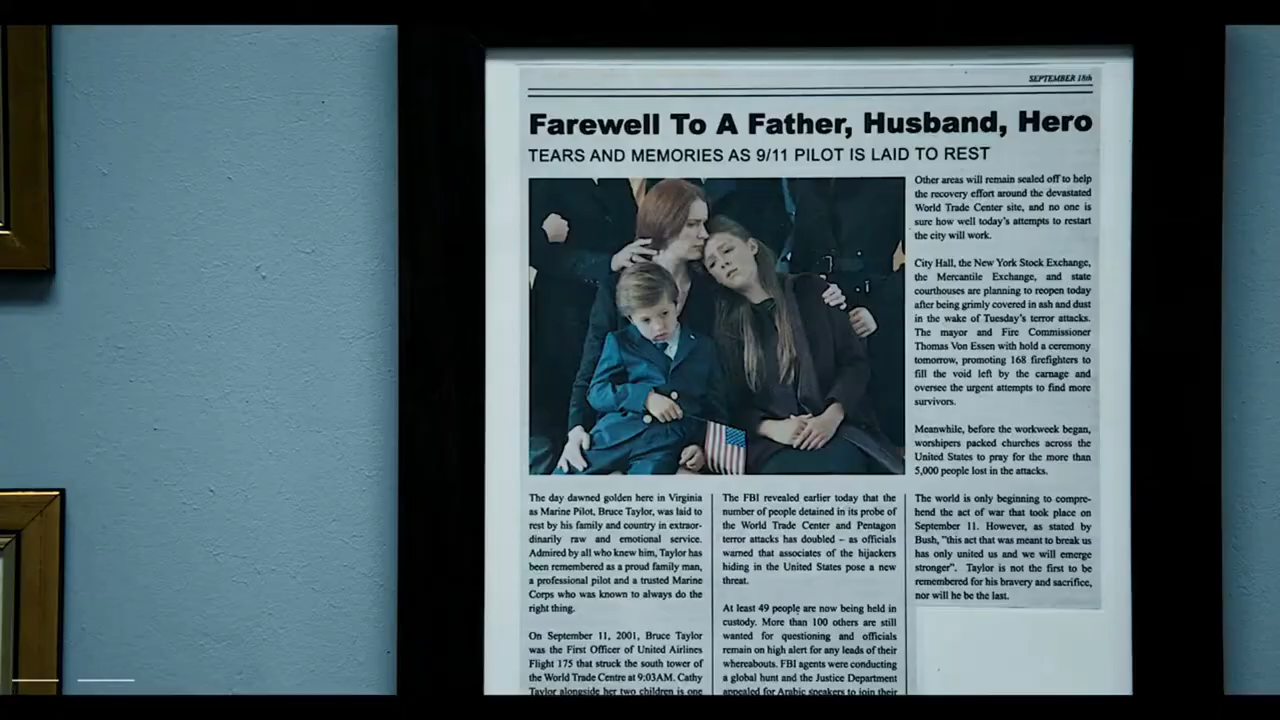 SEPTEMBER 18th
Farewell To A Father, Husband, Hero
TEARS AND MEMORIES AS 9/11 PILOT IS LAID TO REST
The day dawned golden here in Virginia
as Marine Pilot, Bruce Taylor, was laid to
rest by his family and country in extraor-
dinarily raw and emotional service.
Admired by all who knew him, Taylor has
been remembered as a proud family man,
a professional pilot and a trusted Marine
Corps who was known to always do the
right thing.
On September 11, 2001, Bruce Taylor
was the First Officer of United Airlines
Flight 175 that struck the south tower of
the World Trade Centre at 9:03AM. Cathy
Taylor alongside her two children is one
The FBI revealed earlier today that the
number of people detained in its probe of
the World Trade Center and Pentagon
terror attacks has doubled – as officials
warned that associates of the hijackers
hiding in the United States pose a new
threat.
At least 49 people are now being held in
custody. More than 100 others are still
wanted for questioning and officials
remain on high alert for any leads of their
whereabouts. FBI agents were conducting
a global hunt and the Justice Department
appealed for Arabic speakers to join their
Other areas will remain sealed off to help
the recovery effort around the devastated
World Trade Center site, and no one is
sure how well today's attempts to restart
the city will work.
City Hall, the New York Stock Exchange,
the Mercantile Exchange, and state
courthouses are planning to reopen today
after being grimly covered in ash and dust
in the wake of Tuesday's terror attacks.
The mayor and Fire Commissioner
Thomas Von Essen with hold a ceremony
tomorrow, promoting 168 firefighters to
fill the void left by the carnage and
oversee the urgent attempts to find more
survivors.
Meanwhile, before the workweek began,
worshipers packed churches across the
United States to pray for the more than
5,000 people lost in the attacks.
The world is only beginning to compre-
hend the act of war that took place on
September 11. However, as stated by
Bush, "this act that was meant to break us
has only united us and we will emerge
stronger". Taylor is not the first to be
remembered for his bravery and sacrifice,
nor will he be the last.